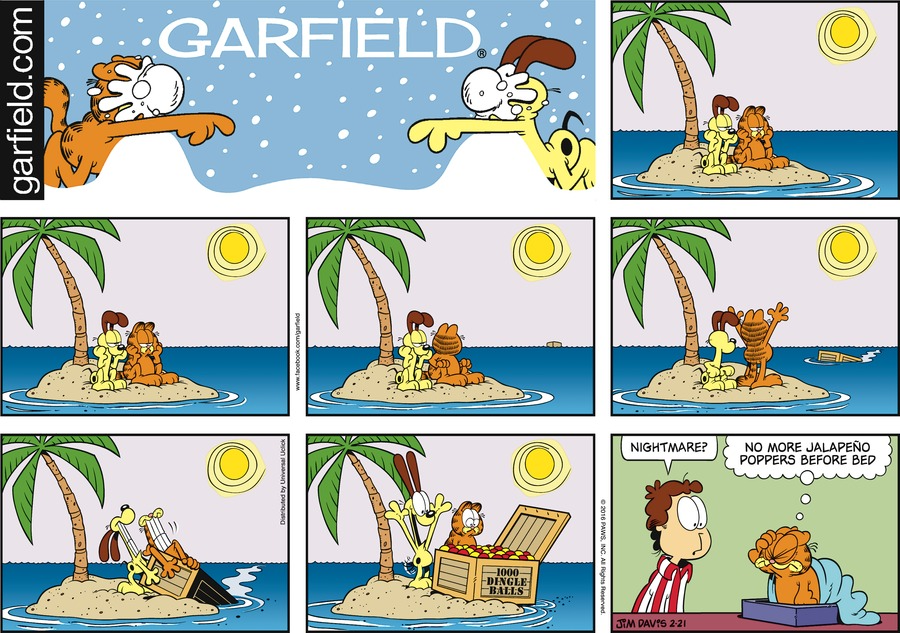 garfield.com
GARFIELD®
www.facebook.com/garfield
Distributed by Universal Uclick
1000
DINGLE
BALLS
© 2016 PAWS, INC. All Rights Reserved.
NIGHTMARE?
NO MORE JALAPEÑO
POPPERS BEFORE BED
JIM DAVIS 2-21